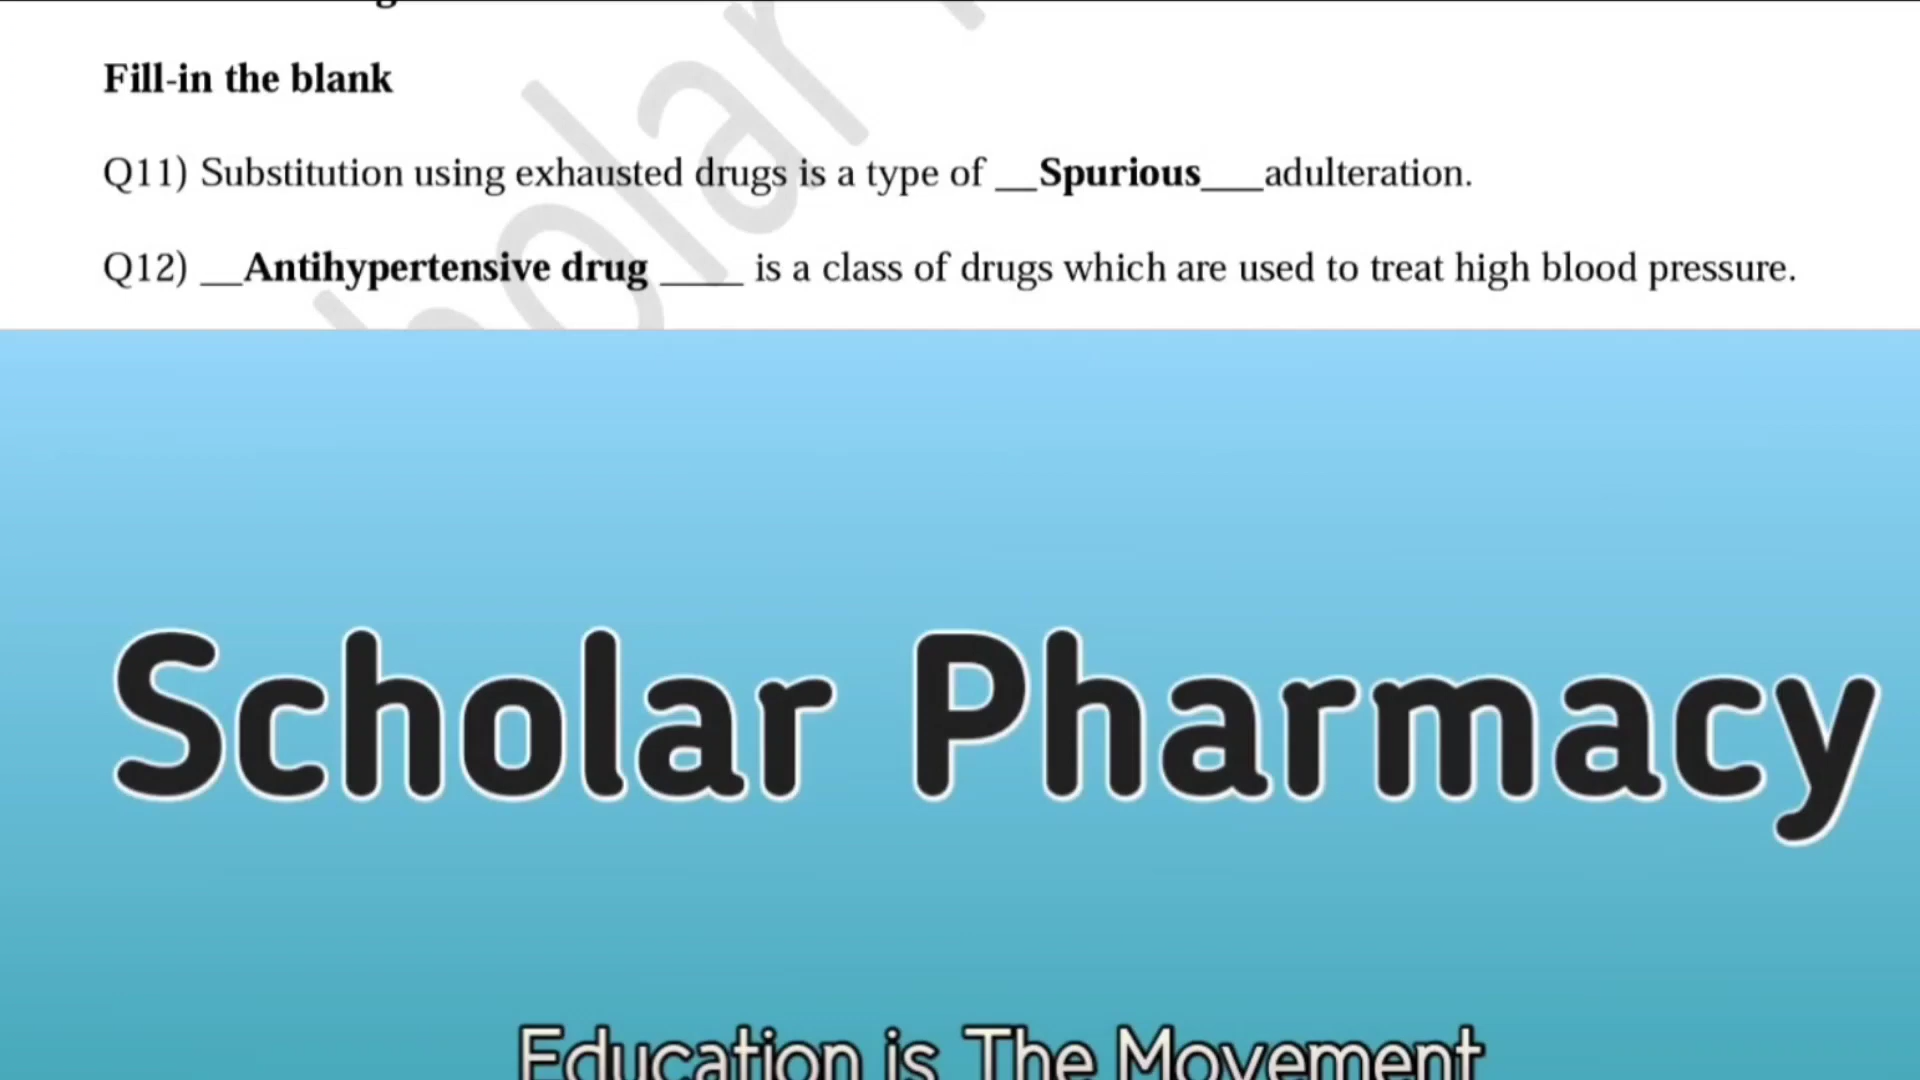 Fill-in the blank
Q11) Substitution using exhausted drugs is a type of __Spurious___adulteration.
Q12) __Antihypertensive drug ____ is a class of drugs which are used to treat high blood pressure.
Scholar Pharmacy
Education is The Movement